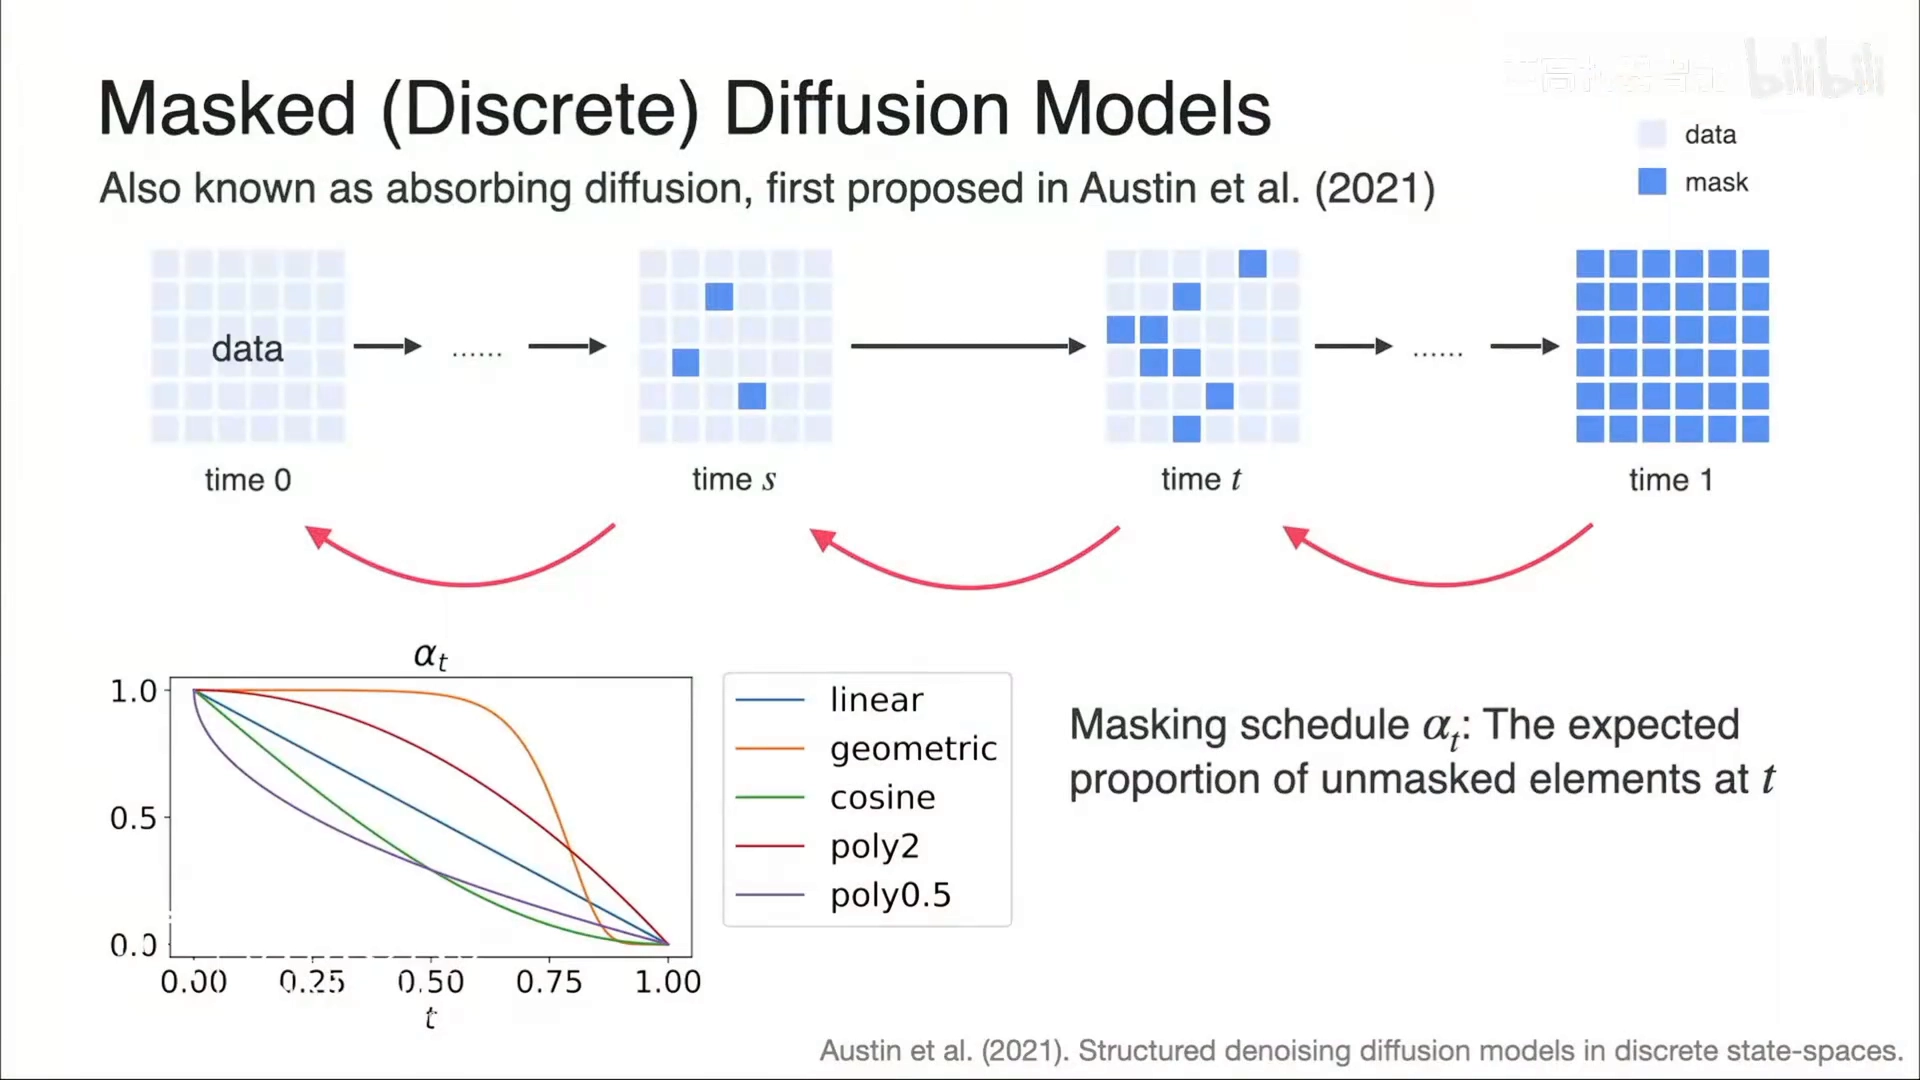 bilibili
Masked (Discrete) Diffusion Models
Also known as absorbing diffusion, first proposed in Austin et al. (2021)
data
mask
data
......
......
time 0
time s
time t
time 1
αt
1.0
0.5
0.0
0.00 0.25 0.50 0.75 1.00
t
linear
geometric
cosine
poly2
poly0.5
Masking schedule αt: The expected
proportion of unmasked elements at t
Austin et al. (2021). Structured denoising diffusion models in discrete state-spaces.